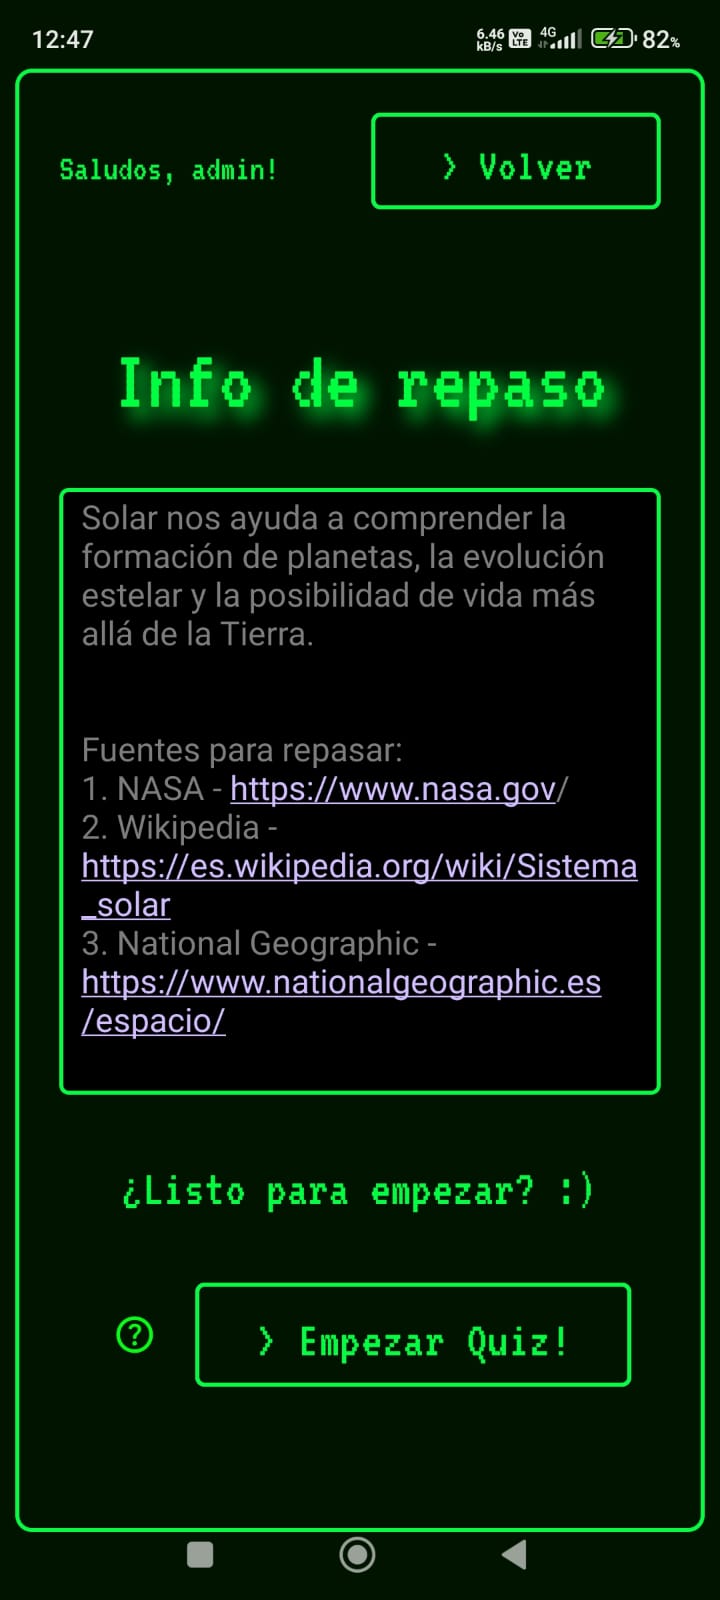 12:47
6.46 kB/s
Vo LTE
4G
82%
Saludos, admin!
> Volver
Info de repaso
Solar nos ayuda a comprender la
formación de planetas, la evolución
estelar y la posibilidad de vida más
allá de la Tierra.
Fuentes para repasar:
1. NASA - https://www.nasa.gov/
2. Wikipedia -
https://es.wikipedia.org/wiki/Sistema
_solar
3. National Geographic -
https://www.nationalgeographic.es
/espacio/
¿Listo para empezar? :)
?
> Empezar Quiz!